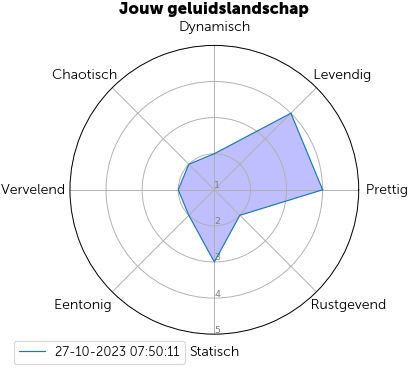 Jouw geluidslandschap
Dynamisch
Chaotisch
Levendig
Vervelend
Prettig
1
2
3
4
5
Eentonig
Rustgevend
27-10-2023 07:50:11
Statisch